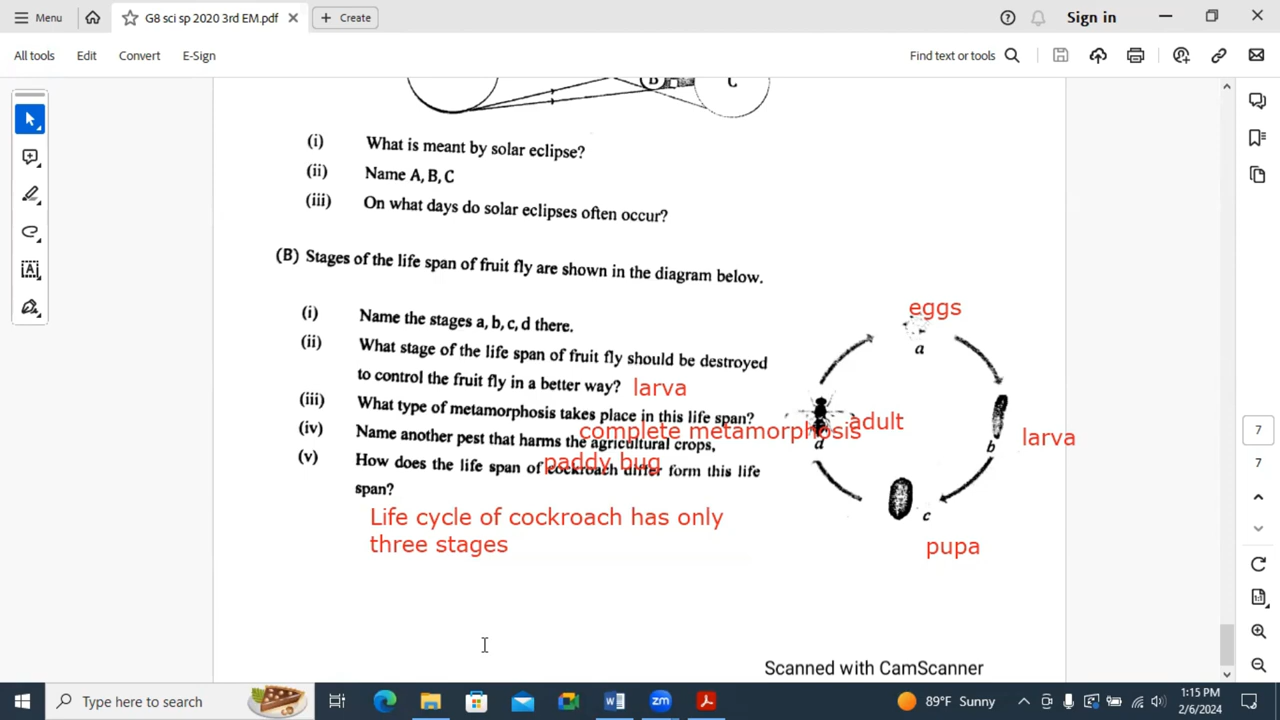 Menu
G8 sci sp 2020 3rd EM.pdf
Create
Sign in
All tools
Edit
Convert
E-Sign
Find text or tools
B
C
(i) What is meant by solar eclipse?
(ii) Name A, B, C
(iii) On what days do solar eclipses often occur?
(B) Stages of the life span of fruit fly are shown in the diagram below.
(i) Name the stages a, b, c, d there.
(ii) What stage of the life span of fruit fly should be destroyed
to control the fruit fly in a better way? larva
(iii) What type of metamorphosis takes place in this life span?
complete metamorphosis
(iv) Name another pest that harms the agricultural crops,
paddy bug
(v) How does the life span of cockroach differ form this life
span?
Life cycle of cockroach has only
three stages
eggs
a
adult
d
larva
b
c
pupa
Scanned with CamScanner
7
7
Type here to search
89°F Sunny
1:15 PM
2/6/2024